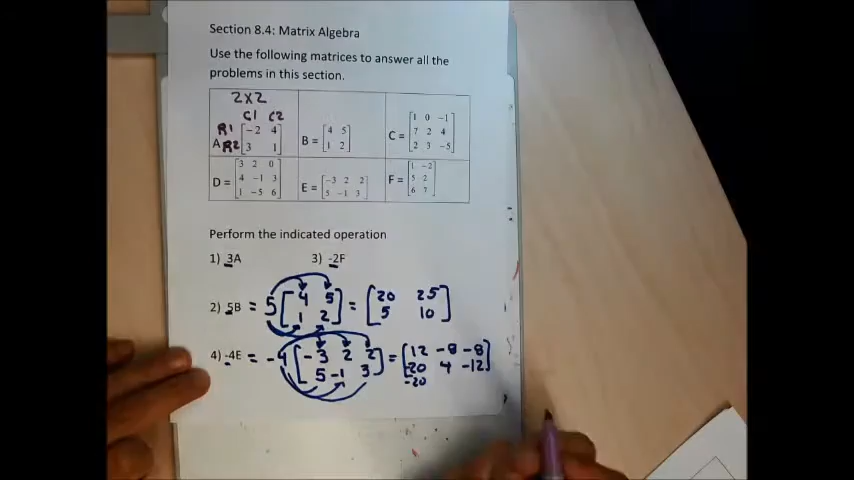 Section 8.4: Matrix Algebra
Use the following matrices to answer all the
problems in this section.
2x2
C1 C2
R1 [-2 4]
A R2 [3 1]
B = [4 5
1 2]
C = [1 0 -1
7 2 4
2 3 -5]
D = [3 2 0
4 -1 3
1 -5 6]
E = [-3 2 2
5 -1 3]
F = [1 -2
5 2
6 7]
Perform the indicated operation
1) 3A 3) -2F
2) 5B = 5 [4 5
1 2] = [20 25
5 10]
4) -4E = -4 [-3 2 2
5 -1 3] = [12 -8 -8
20 4 -12]
-20